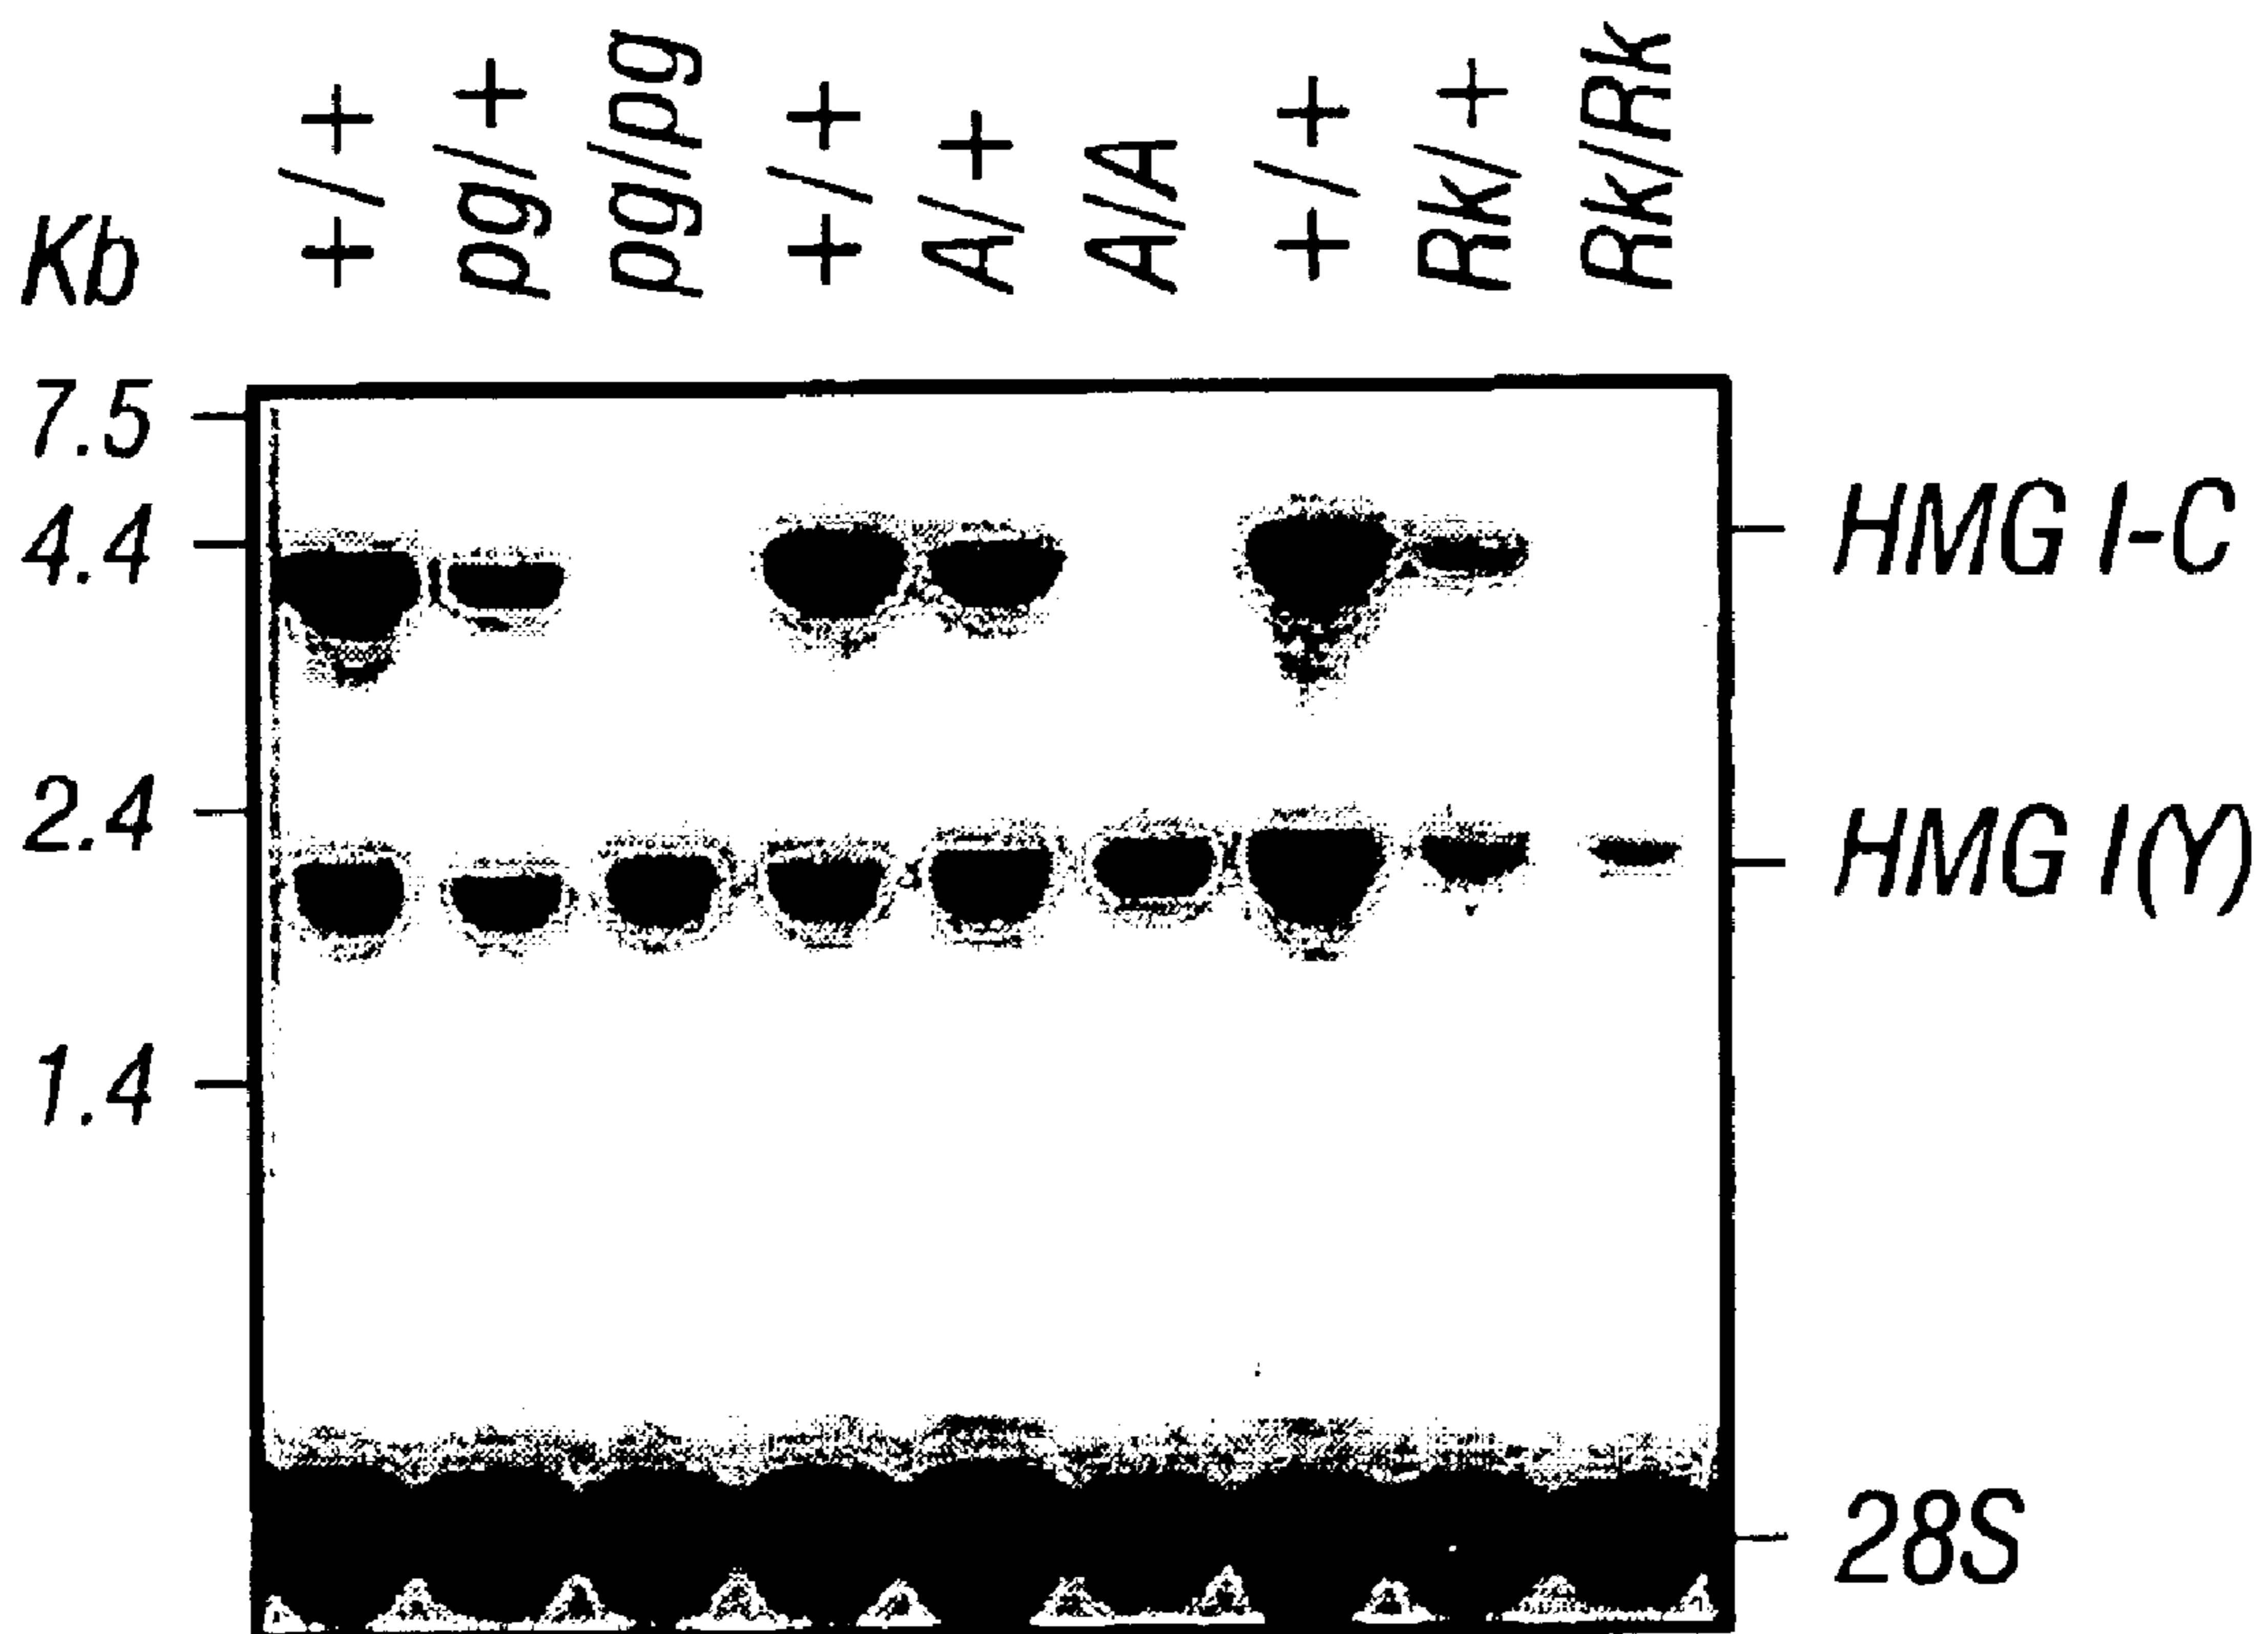 Kb +/+ pg/+ pg/pg +/+ A/+ A/A +/+ Rk/+ Rk/Rk
7.5
4.4 HMG I-C
2.4 HMG I(Y)
1.4
28S